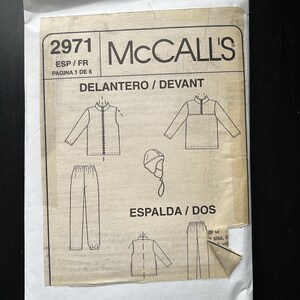 2971
ESP / FR
PAGINA 1 DE 6
McCALL'S
DELANTERO / DEVANT
ESPALDA / DOS